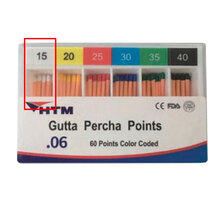 15 20 25 30 35 40
HTM
CE FDA
Gutta Percha Points
.06 60 Points Color Coded